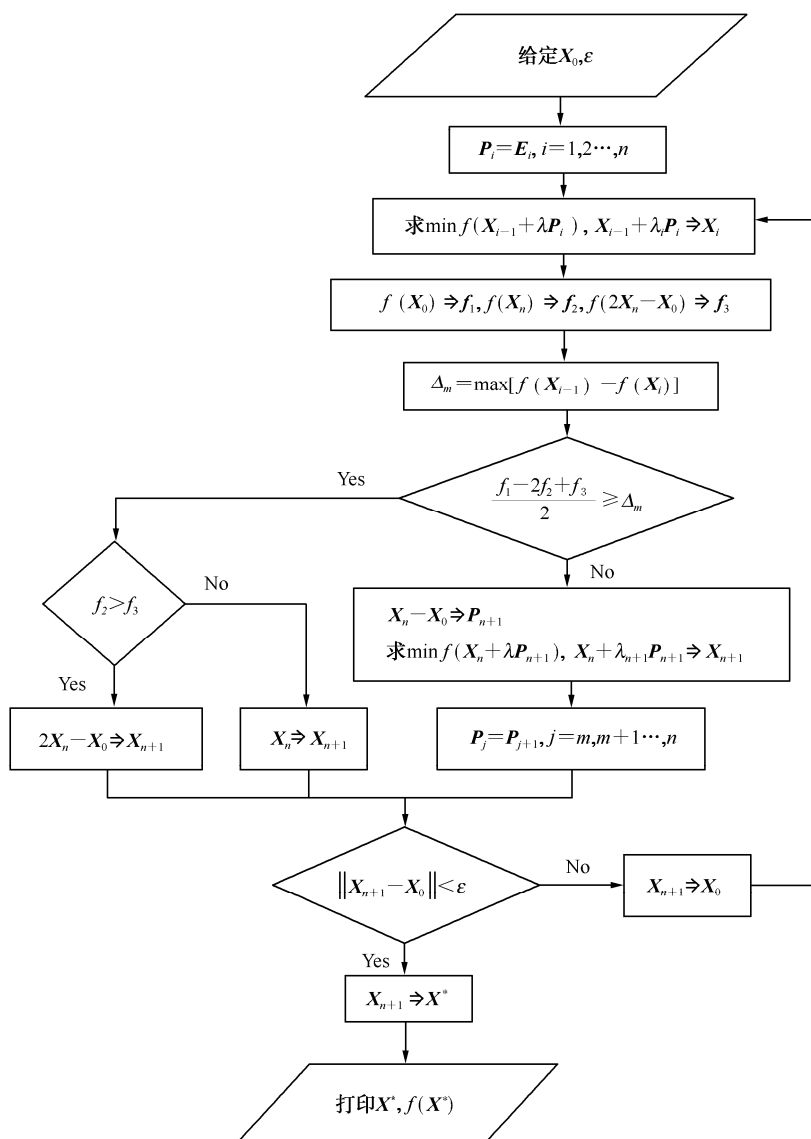 给定X₀,ε
Pᵢ=Eᵢ, i=1,2…,n
求min f(Xᵢ₋₁+λPᵢ), Xᵢ₋₁+λᵢPᵢ⇒Xᵢ
f(X₀)⇒f₁,f(Xₙ)⇒f₂,f(2Xₙ−X₀)⇒f₃
Δₘ=max[f(Xᵢ₋₁)−f(Xᵢ)]
Yes
(f₁−2f₂+f₃)/2 ≥Δₘ
No
f₂>f₃
No
Xₙ−X₀⇒Pₙ₊₁
求min f(Xₙ+λPₙ₊₁), Xₙ+λₙ₊₁Pₙ₊₁⇒Xₙ₊₁
Yes
2Xₙ−X₀⇒Xₙ₊₁
Xₙ⇒Xₙ₊₁
Pⱼ=Pⱼ₊₁,j=m,m+1…,n
‖Xₙ₊₁−X₀‖<ε
No
Xₙ₊₁⇒X₀
Yes
Xₙ₊₁⇒X*
打印X*,f(X*)